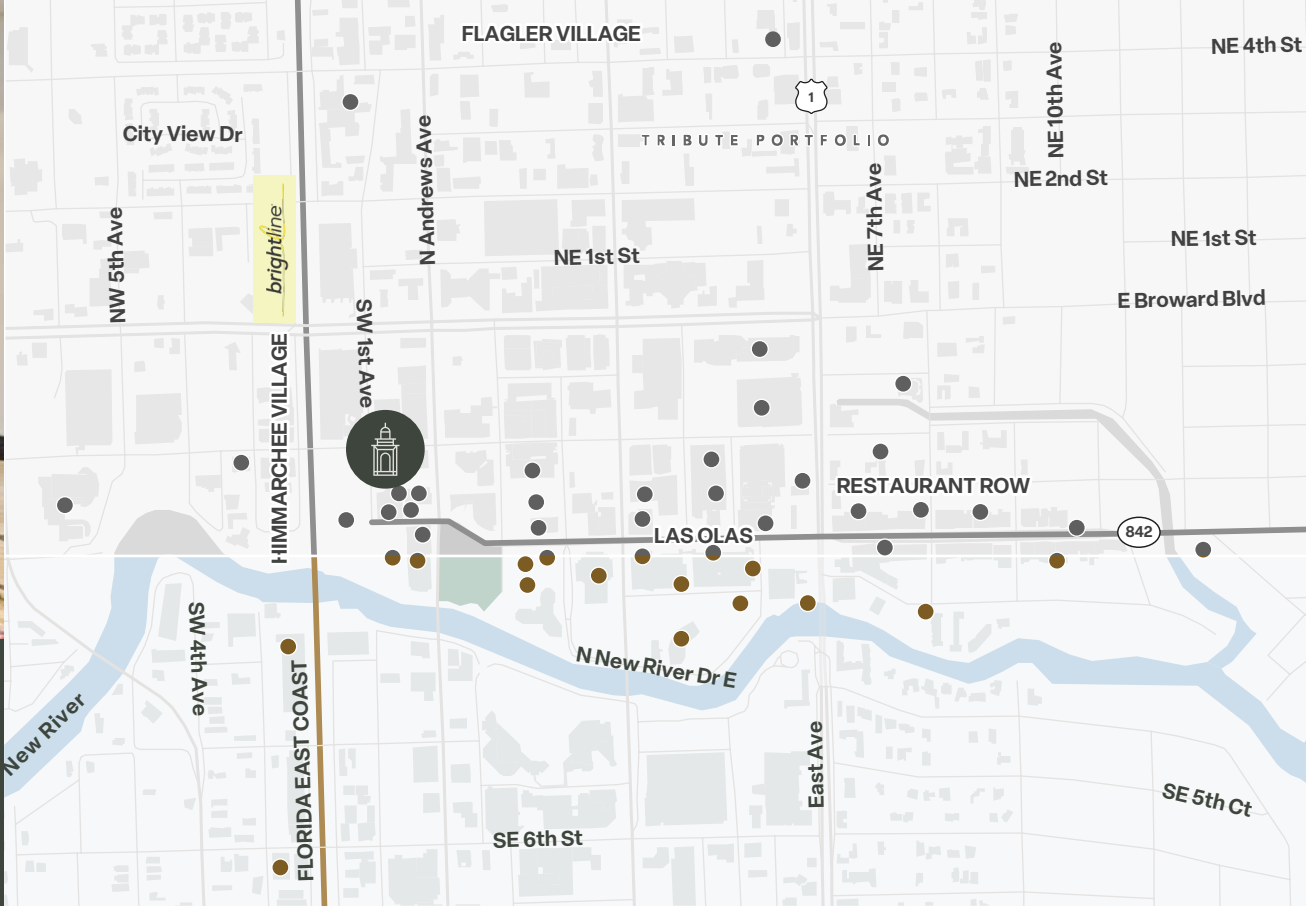 FLAGLER VILLAGE
NE 4th St
NE 10th Ave
1
City View Dr
TRIBUTE PORTFOLIO
N Andrews Ave
NE 2nd St
NE 7th Ave
brightline
NW 5th Ave
NE 1st St
NE 1st St
E Broward Blvd
SW 1st Ave
HIMMARCHEE VILLAGE
RESTAURANT ROW
LAS OLAS
842
SW 4th Ave
N New River Dr E
New River
FLORIDA EAST COAST
East Ave
SE 5th Ct
SE 6th St